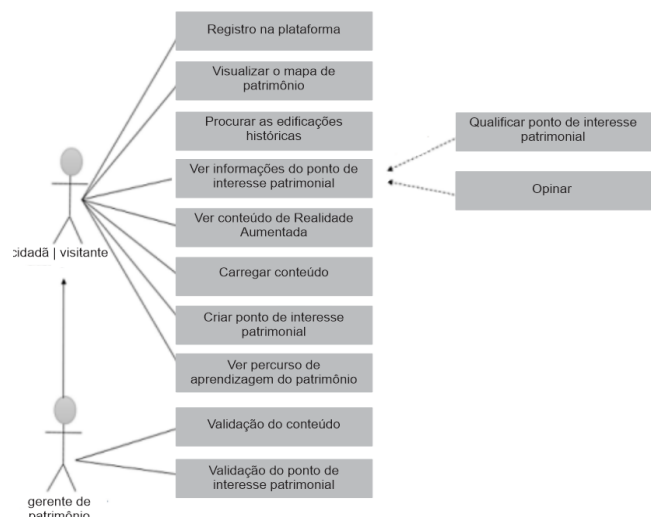 Registro na plataforma
Visualizar o mapa de
patrimônio
Procurar as edificações
históricas
Qualificar ponto de interesse
patrimonial
Ver informações do ponto de
interesse patrimonial
Opinar
Ver conteúdo de Realidade
Aumentada
cidadã | visitante
Carregar conteúdo
Criar ponto de interesse
patrimonial
Ver percurso de
aprendizagem do patrimônio
Validação do conteúdo
Validação do ponto de
interesse patrimonial
gerente de
patrimônio